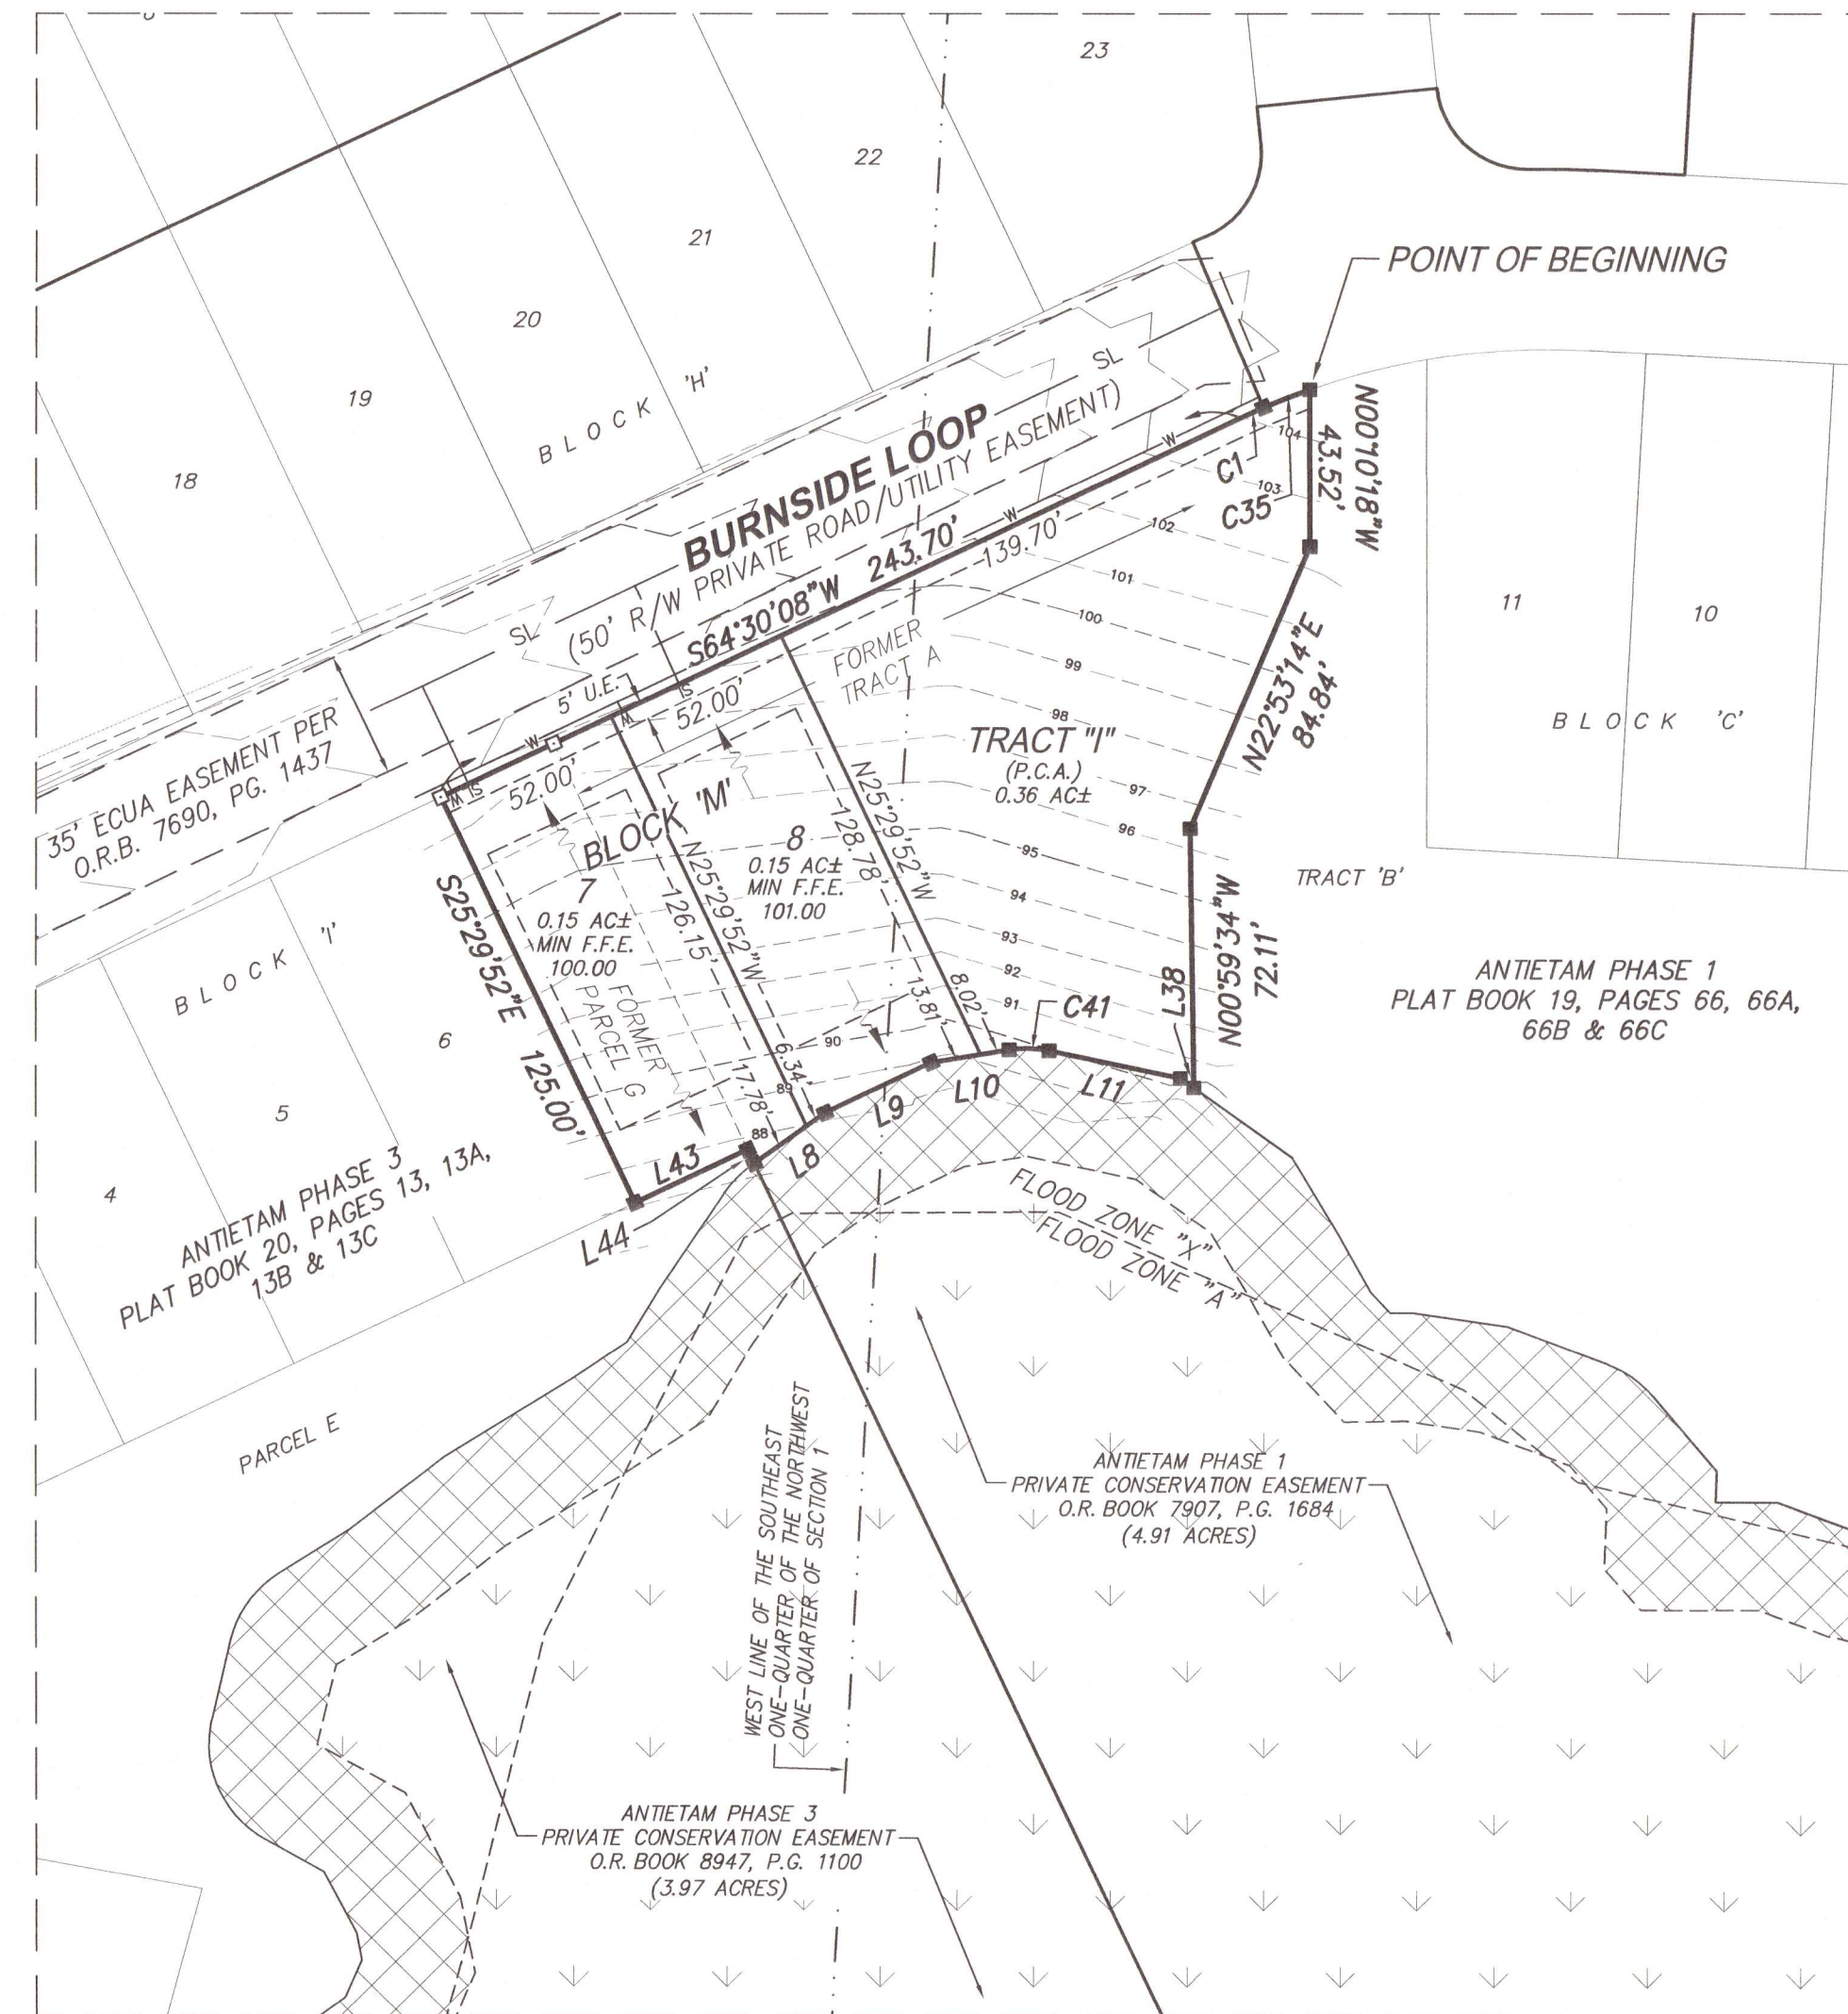 23
22
21
20
19
18
BLOCK 'H'
POINT OF BEGINNING
SL
BURNSIDE LOOP
(50' R/W PRIVATE ROAD/UTILITY EASEMENT)
SL
S64°30'08"W 243.70'
139.70'
W
W
W
C1
C35
104
103
102
101
100
99
98
97
96
95
94
93
92
91
90
89
88
N00°10'18"W
43.52'
N22°53'14"E
84.84'
11
10
BLOCK 'C'
5' U.E.
M
S
52.00'
M
S
52.00'
FORMER
TRACT A
TRACT "I"
(P.C.A.)
0.36 AC±
35' ECUA EASEMENT PER
O.R.B. 7690, PG. 1437
BLOCK 'M'
7
0.15 AC±
MIN F.F.E.
100.00
8
0.15 AC±
MIN F.F.E.
101.00
N25°29'52"W
128.78'
N25°29'52"W
126.15'
S25°29'52"E 125.00'
FORMER
PARCEL G
13.81'
8.02'
6.34'
17.78'
TRACT 'B'
N00°59'34"W
72.11'
L38
C41
L11
L10
L9
L8
L43
L44
ANTIETAM PHASE 1
PLAT BOOK 19, PAGES 66, 66A,
66B & 66C
BLOCK 'I'
6
5
4
ANTIETAM PHASE 3
PLAT BOOK 20, PAGES 13, 13A,
13B & 13C
PARCEL E
FLOOD ZONE "X"
FLOOD ZONE "A"
WEST LINE OF THE SOUTHEAST
ONE-QUARTER OF THE NORTHWEST
ONE-QUARTER OF SECTION 1
ANTIETAM PHASE 1
PRIVATE CONSERVATION EASEMENT
O.R. BOOK 7907, P.G. 1684
(4.91 ACRES)
ANTIETAM PHASE 3
PRIVATE CONSERVATION EASEMENT
O.R. BOOK 8947, P.G. 1100
(3.97 ACRES)